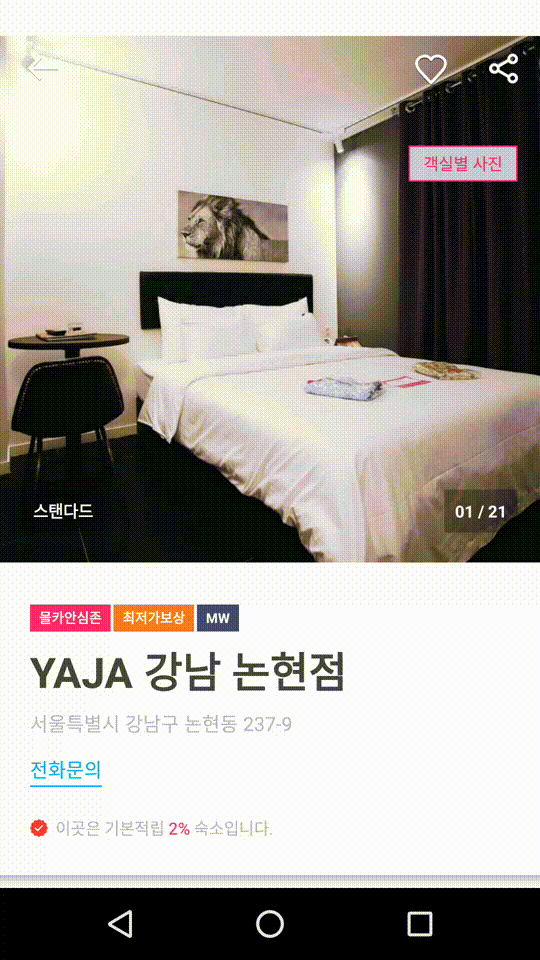 객실별 사진
스탠다드
01 / 21
몰카안심존 최저가보상 MW
YAJA 강남 논현점
서울특별시 강남구 논현동 237-9
전화문의
이곳은 기본적립 2% 숙소입니다.